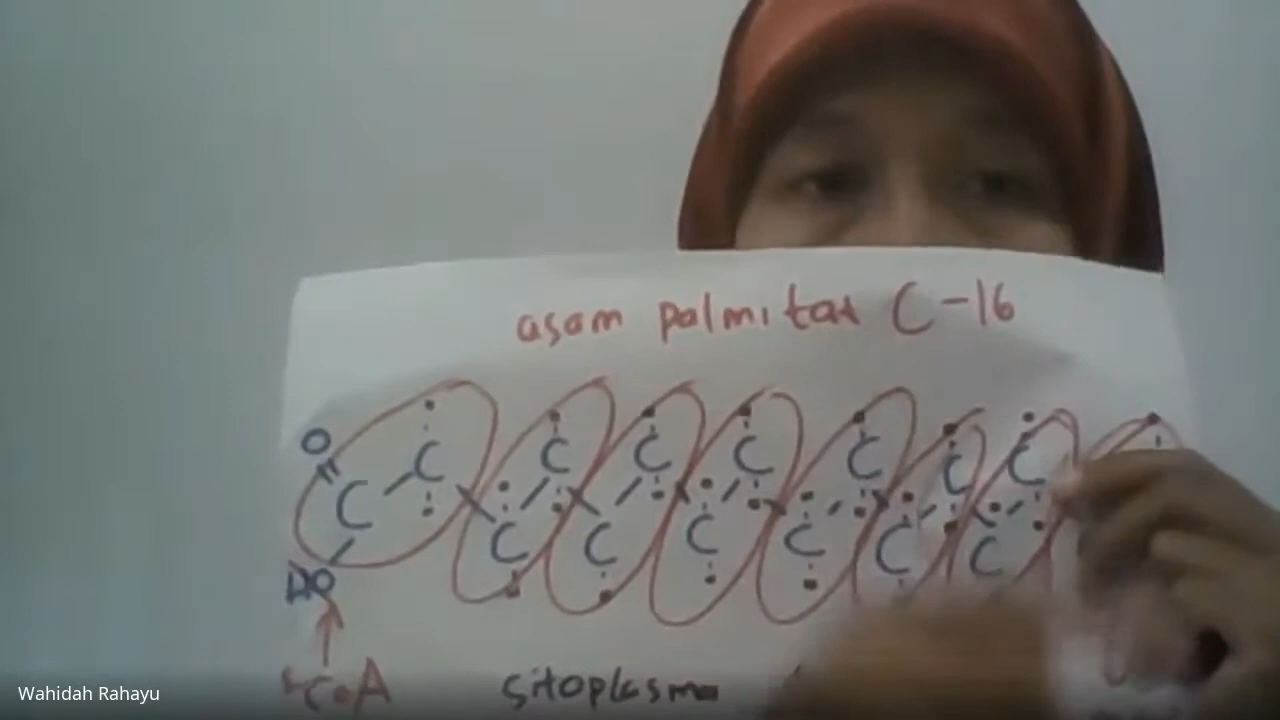 asam palmitat C-16
O
C C C C C C C C
C C C C C C
HO
sCoA sitoplasma
Wahidah Rahayu